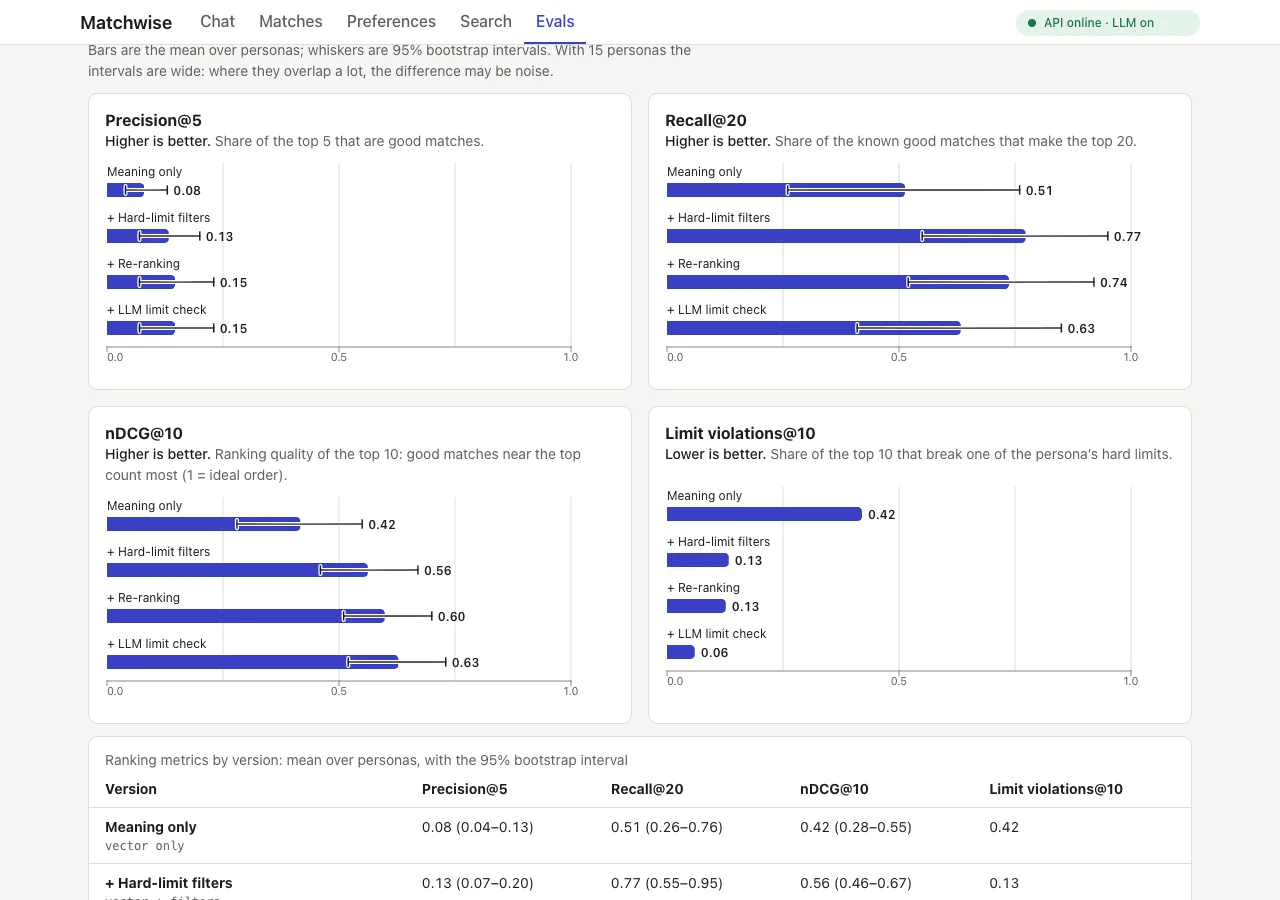 Matchwise Chat Matches Preferences Search Evals API online · LLM on
Bars are the mean over personas; whiskers are 95% bootstrap intervals. With 15 personas the
intervals are wide: where they overlap a lot, the difference may be noise.
Precision@5
Higher is better. Share of the top 5 that are good matches.
Meaning only
0.08
+ Hard-limit filters
0.13
+ Re-ranking
0.15
+ LLM limit check
0.15
0.0 0.5 1.0
Recall@20
Higher is better. Share of the known good matches that make the top 20.
Meaning only
0.51
+ Hard-limit filters
0.77
+ Re-ranking
0.74
+ LLM limit check
0.63
0.0 0.5 1.0
nDCG@10
Higher is better. Ranking quality of the top 10: good matches near the top
count most (1 = ideal order).
Meaning only
0.42
+ Hard-limit filters
0.56
+ Re-ranking
0.60
+ LLM limit check
0.63
0.0 0.5 1.0
Limit violations@10
Lower is better. Share of the top 10 that break one of the persona's hard limits.
Meaning only
0.42
+ Hard-limit filters
0.13
+ Re-ranking
0.13
+ LLM limit check
0.06
0.0 0.5 1.0
Ranking metrics by version: mean over personas, with the 95% bootstrap interval
Version Precision@5 Recall@20 nDCG@10 Limit violations@10
Meaning only 0.08 (0.04–0.13) 0.51 (0.26–0.76) 0.42 (0.28–0.55) 0.42
vector only
+ Hard-limit filters 0.13 (0.07–0.20) 0.77 (0.55–0.95) 0.56 (0.46–0.67) 0.13